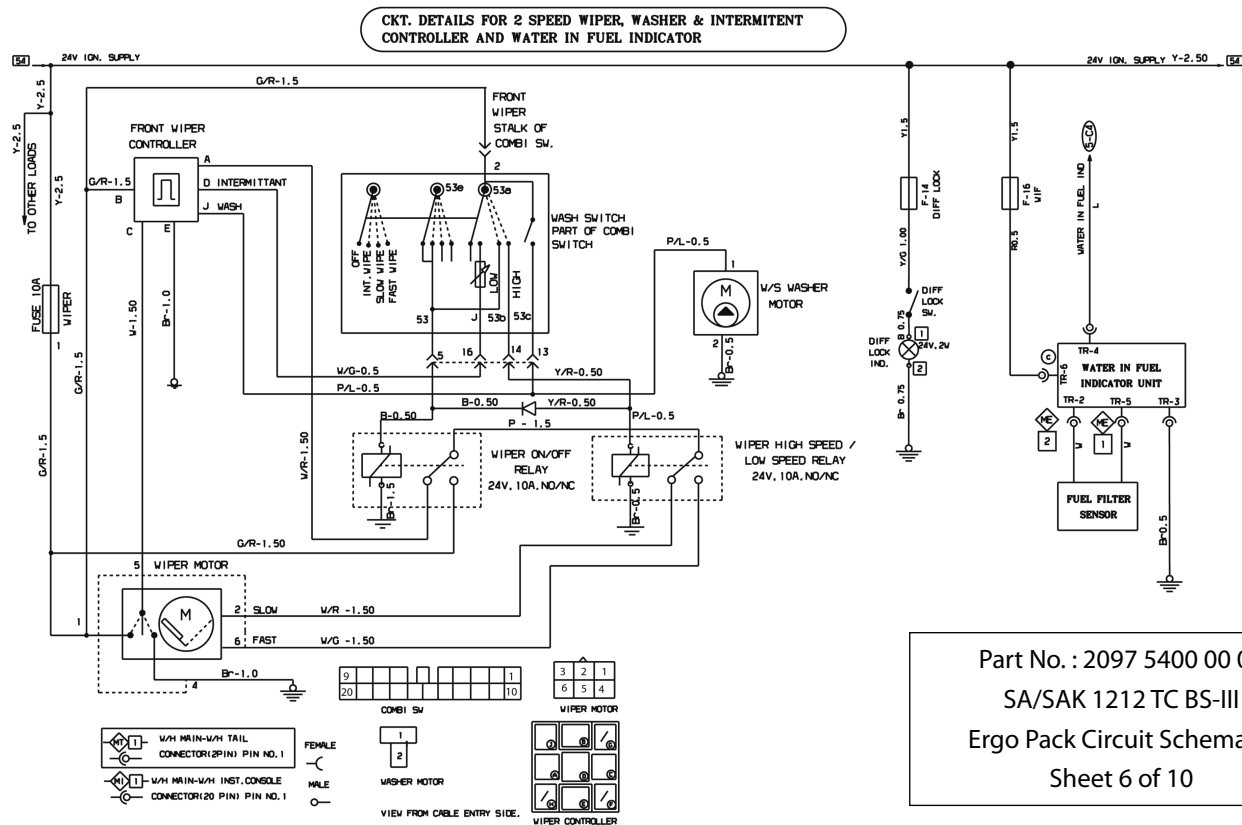 CKT. DETAILS FOR 2 SPEED WIPER, WASHER & INTERMITENT
CONTROLLER AND WATER IN FUEL INDICATOR
54
24V IGN. SUPPLY
24V IGN. SUPPLY Y-2.50
54
Y-2.5
Y-2.5
TO OTHER LOADS
Y-2.5
G/R-1.5
FRONT
WIPER
STALK OF
COMBI SW.
2
FRONT WIPER
CONTROLLER
A
D INTERMITTANT
J WASH
G/R-1.5
B
C
E
53e
53a
OFF
INT. WIPE
SLOW WIPE
FAST WIPE
LOW
HIGH
53
J
53b
53c
WASH SWITCH
PART OF COMBI
SWITCH
5
16
14
13
FUSE 10A
WIPER
1
W-1.50
Br-1.0
G/R-1.5
G/R-1.5
W/G-0.5
P/L-0.5
Y/R-0.50
P/L-0.5
1
M
2
W/S WASHER
MOTOR
Br-0.5
B-0.50
B-0.50
Y/R-0.50
P - 1.5
P/L-0.5
W/R-1.50
WIPER ON/OFF
RELAY
24V, 10A, NO/NC
Br-1.5
WIPER HIGH SPEED /
LOW SPEED RELAY
24V, 10A, NO/NC
Br-0.5
G/R-1.50
5 WIPER MOTOR
1
M
2 SLOW
W/R -1.50
6 FAST
W/G -1.50
4
Br-1.0
Y1.5
F-14
DIFF LOCK
Y/G 1.00
DIFF
LOCK
SW.
B 0.75
1
DIFF
LOCK
IND.
24V, 2W
2
Br 0.75
Y1.5
F-16
WIF
R0.5
5-C4
WATER IN FUEL IND
L
C
TR-4
TR-6
WATER IN FUEL
INDICATOR UNIT
TR-2
TR-5
TR-3
ME
2
W
ME
1
W
FUEL FILTER
SENSOR
Br0.5
9
1
20
10
COMBI SW
3 2 1
6 5 4
WIPER MOTOR
1
2
WASHER MOTOR
J
B
G
A
D
C
H
E
F
WIPER CONTROLLER
VIEW FROM CABLE ENTRY SIDE.
MT 1 W/H MAIN-W/H TAIL
CONNECTOR(2PIN) PIN NO. 1
MI 1 W/H MAIN-W/H INST. CONSOLE
CONNECTOR(20 PIN) PIN NO. 1
FEMALE
MALE
Part No. : 2097 5400 00
SA/SAK 1212 TC BS-III
Ergo Pack Circuit
Sheet 6 of 10